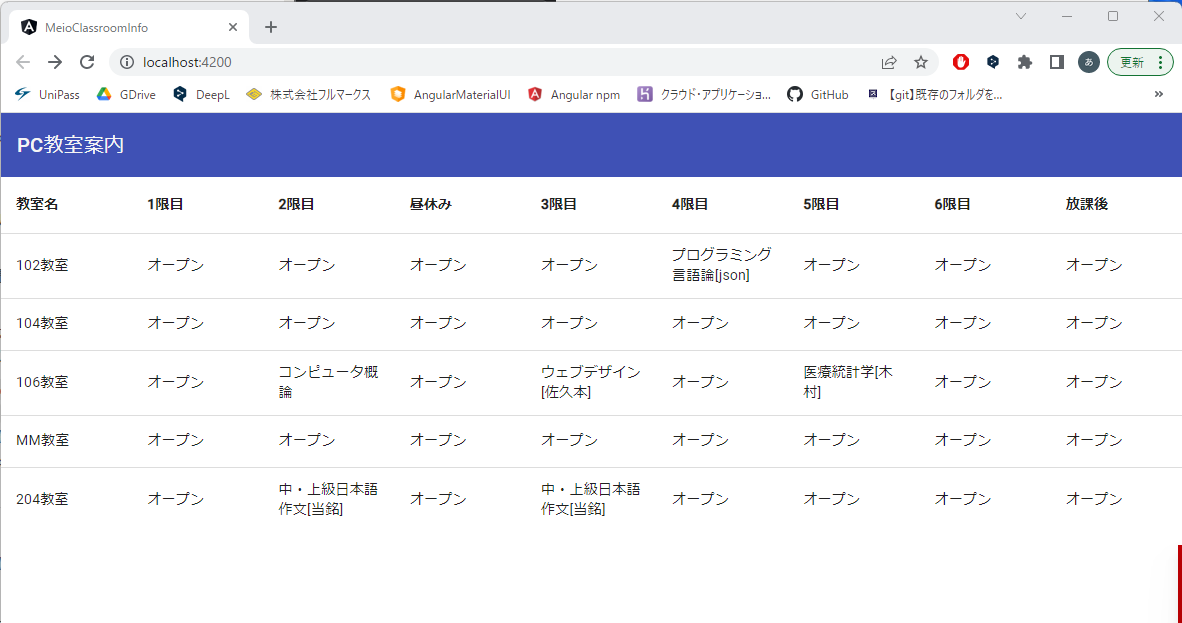 MeioClassroomInfo
localhost:4200
あ
更新
UniPass GDrive DeepL 株式会社フルマークス AngularMaterialUI Angular npm クラウド・アプリケーショ... GitHub 【git】既存のフォルダを... »
PC教室案内
教室名 1限目 2限目 昼休み 3限目 4限目 5限目 6限目 放課後
102教室 オープン オープン オープン オープン プログラミング言語論[json] オープン オープン オープン
104教室 オープン オープン オープン オープン オープン オープン オープン オープン
106教室 オープン コンピュータ概論 オープン ウェブデザイン[佐久本] オープン 医療統計学[木村] オープン オープン
MM教室 オープン オープン オープン オープン オープン オープン オープン オープン
204教室 オープン 中・上級日本語作文[当銘] オープン 中・上級日本語作文[当銘] オープン オープン オープン オープン